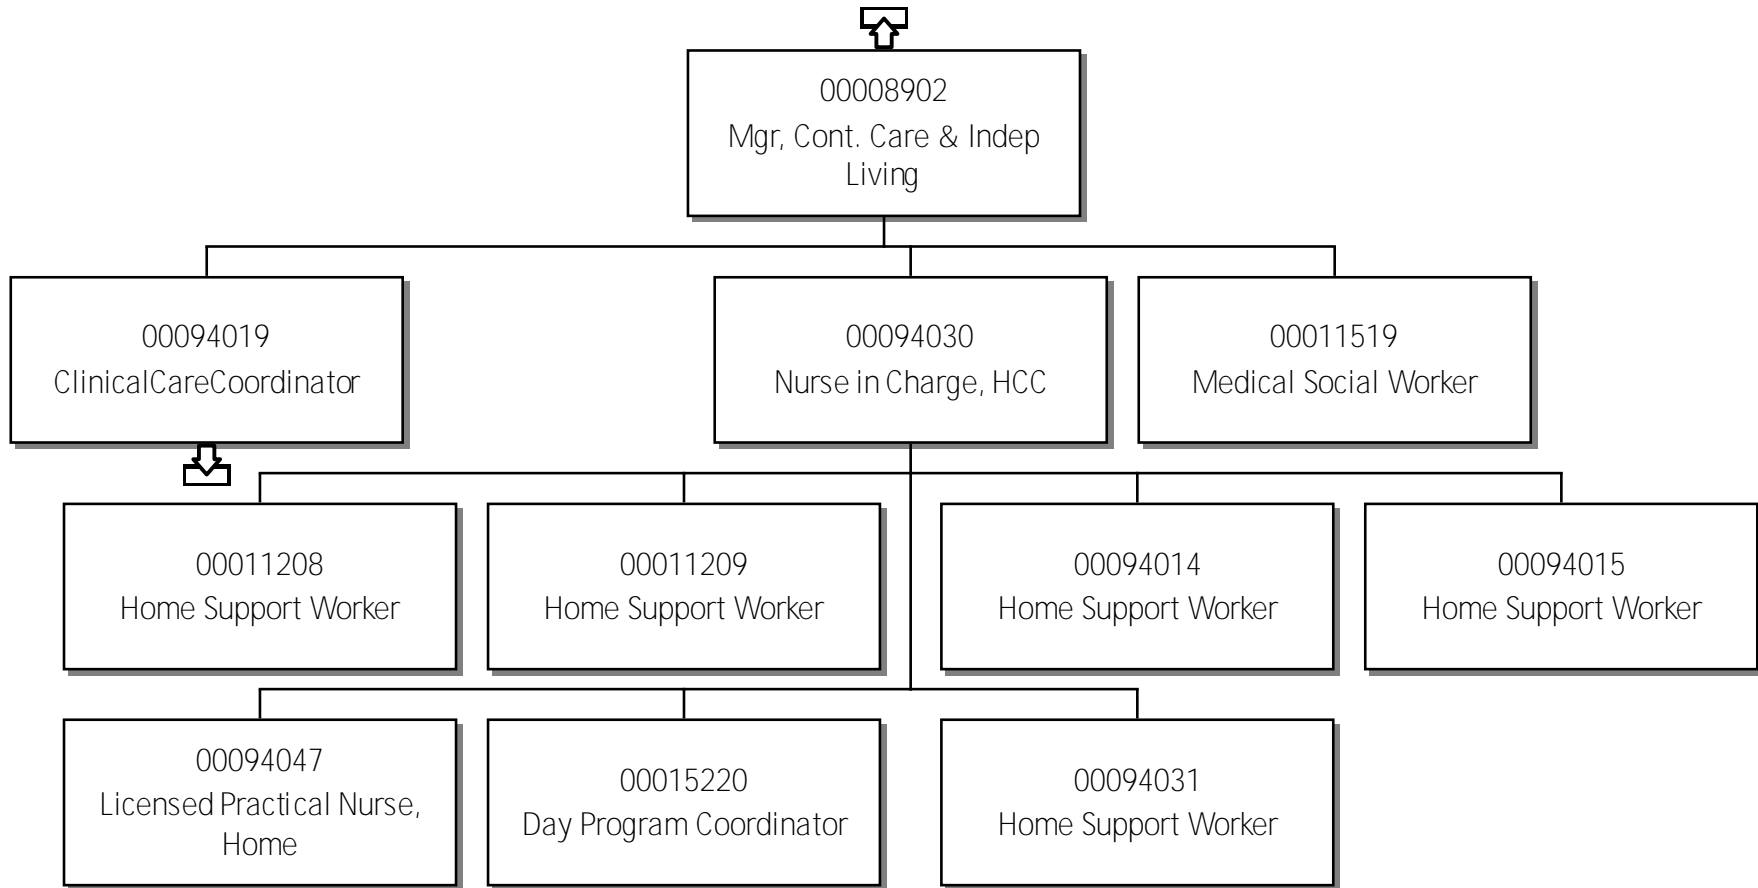 00008902
Mgr, Cont. Care & Indep
Living
00094019
ClinicalCareCoordinator
00094030
Nurse in Charge, HCC
00011519
Medical Social Worker
00011208
Home Support Worker
00011209
Home Support Worker
00094014
Home Support Worker
00094015
Home Support Worker
00094047
Licensed Practical Nurse,
Home
00015220
Day Program Coordinator
00094031
Home Support Worker